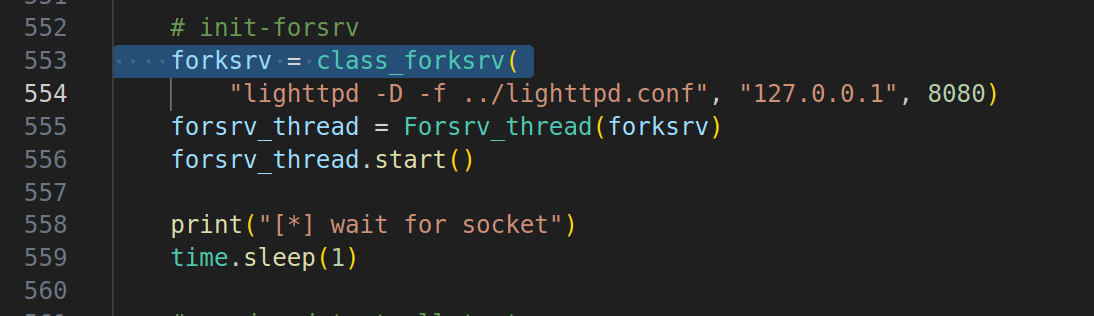 552 # init-forsrv
553 forksrv = class_forksrv(
554 "lighttpd -D -f ../lighttpd.conf", "127.0.0.1", 8080)
555 forsrv_thread = Forsrv_thread(forksrv)
556 forsrv_thread.start()
557
558 print("[*] wait for socket")
559 time.sleep(1)
560